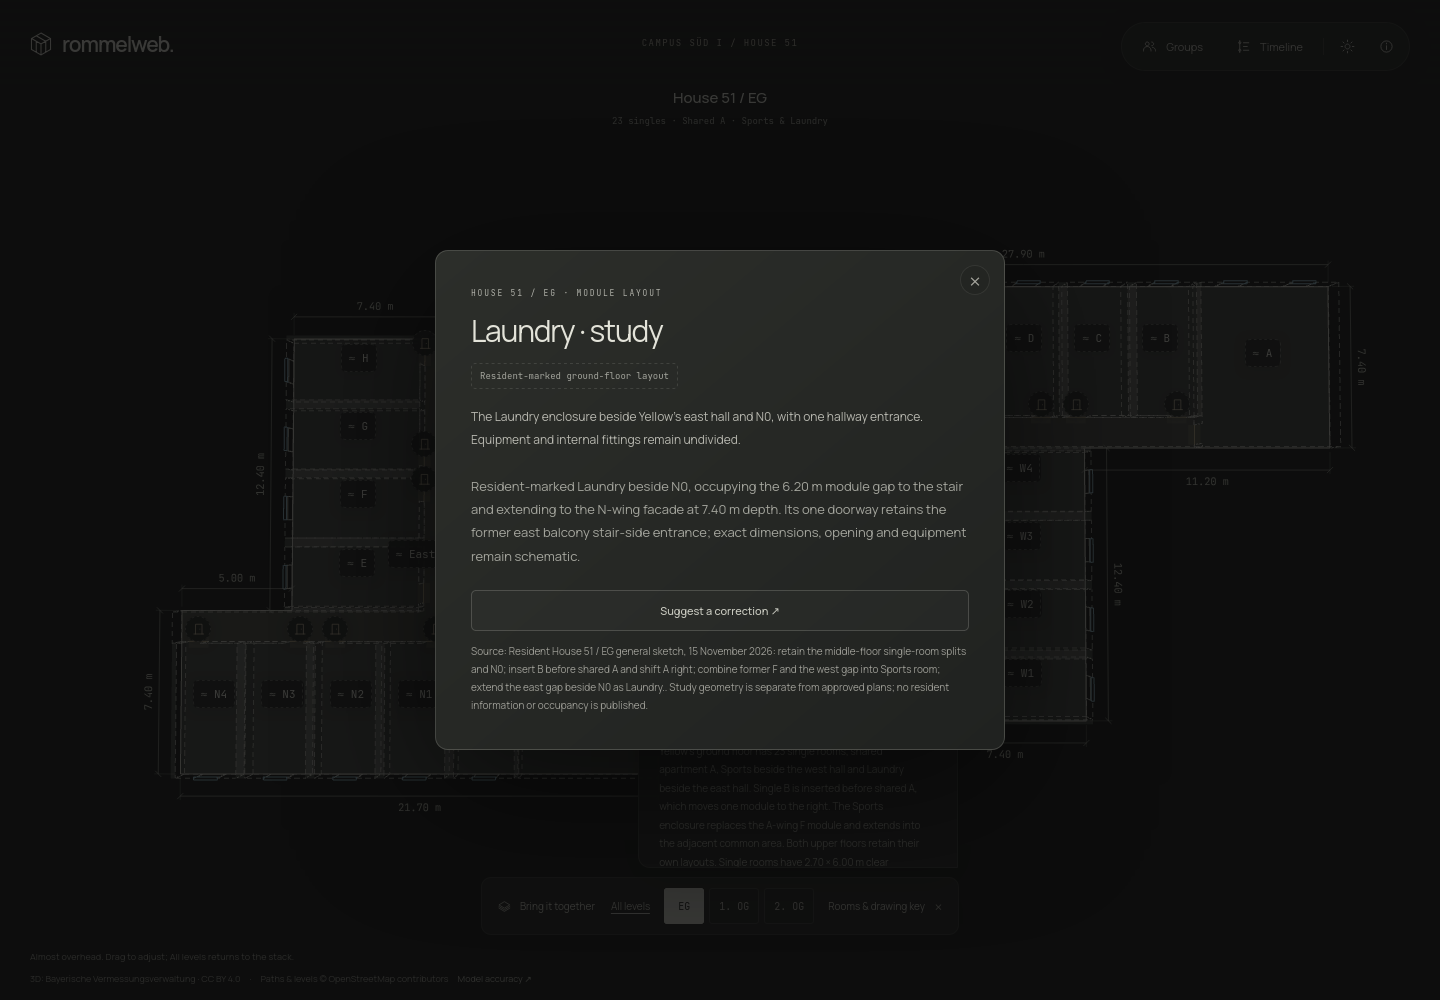 rommelweb.
CAMPUS SÜD I / HOUSE 51
Groups
Timeline
House 51 / EG
23 singles · Shared A · Sports & Laundry
27.90 m
7.40 m
≈ H
≈ D
≈ C
≈ B
≈ A
7.40 m
≈ G
12.40 m
≈ W4
11.20 m
≈ F
≈ W3
≈ East
≈ E
12.40 m
5.00 m
≈ W2
≈ W1
7.40 m
≈ N4
≈ N3
≈ N2
≈ N1
7.40 m
21.70 m
HOUSE 51 / EG · MODULE LAYOUT
Laundry · study
Resident-marked ground-floor layout
The Laundry enclosure beside Yellow's east hall and N0, with one hallway entrance.
Equipment and internal fittings remain undivided.
Resident-marked Laundry beside N0, occupying the 6.20 m module gap to the stair
and extending to the N-wing facade at 7.40 m depth. Its one doorway retains the
former east balcony stair-side entrance; exact dimensions, opening and equipment
remain schematic.
Suggest a correction ↗
Source: Resident House 51 / EG general sketch, 15 November 2026: retain the middle-floor single-room splits
and N0; insert B before shared A and shift A right; combine former F and the west gap into Sports room;
extend the east gap beside N0 as Laundry.. Study geometry is separate from approved plans; no resident
information or occupancy is published.
Yellow's ground floor has 23 single rooms, shared
apartment A, Sports beside the west hall and Laundry
beside the east hall. Single B is inserted before shared A,
which moves one module to the right. The Sports
enclosure replaces the A-wing F module and extends into
the adjacent common area. Both upper floors retain their
own layouts. Single rooms have 2.70 × 6.00 m clear
Bring it together
All levels
EG
1. OG
2. OG
Rooms & drawing key
×
Almost overhead. Drag to adjust. All levels returns to the stack.
3D: Bayerische Vermessungsverwaltung · CC BY 4.0
Paths & levels © OpenStreetMap contributors
Model accuracy ↗